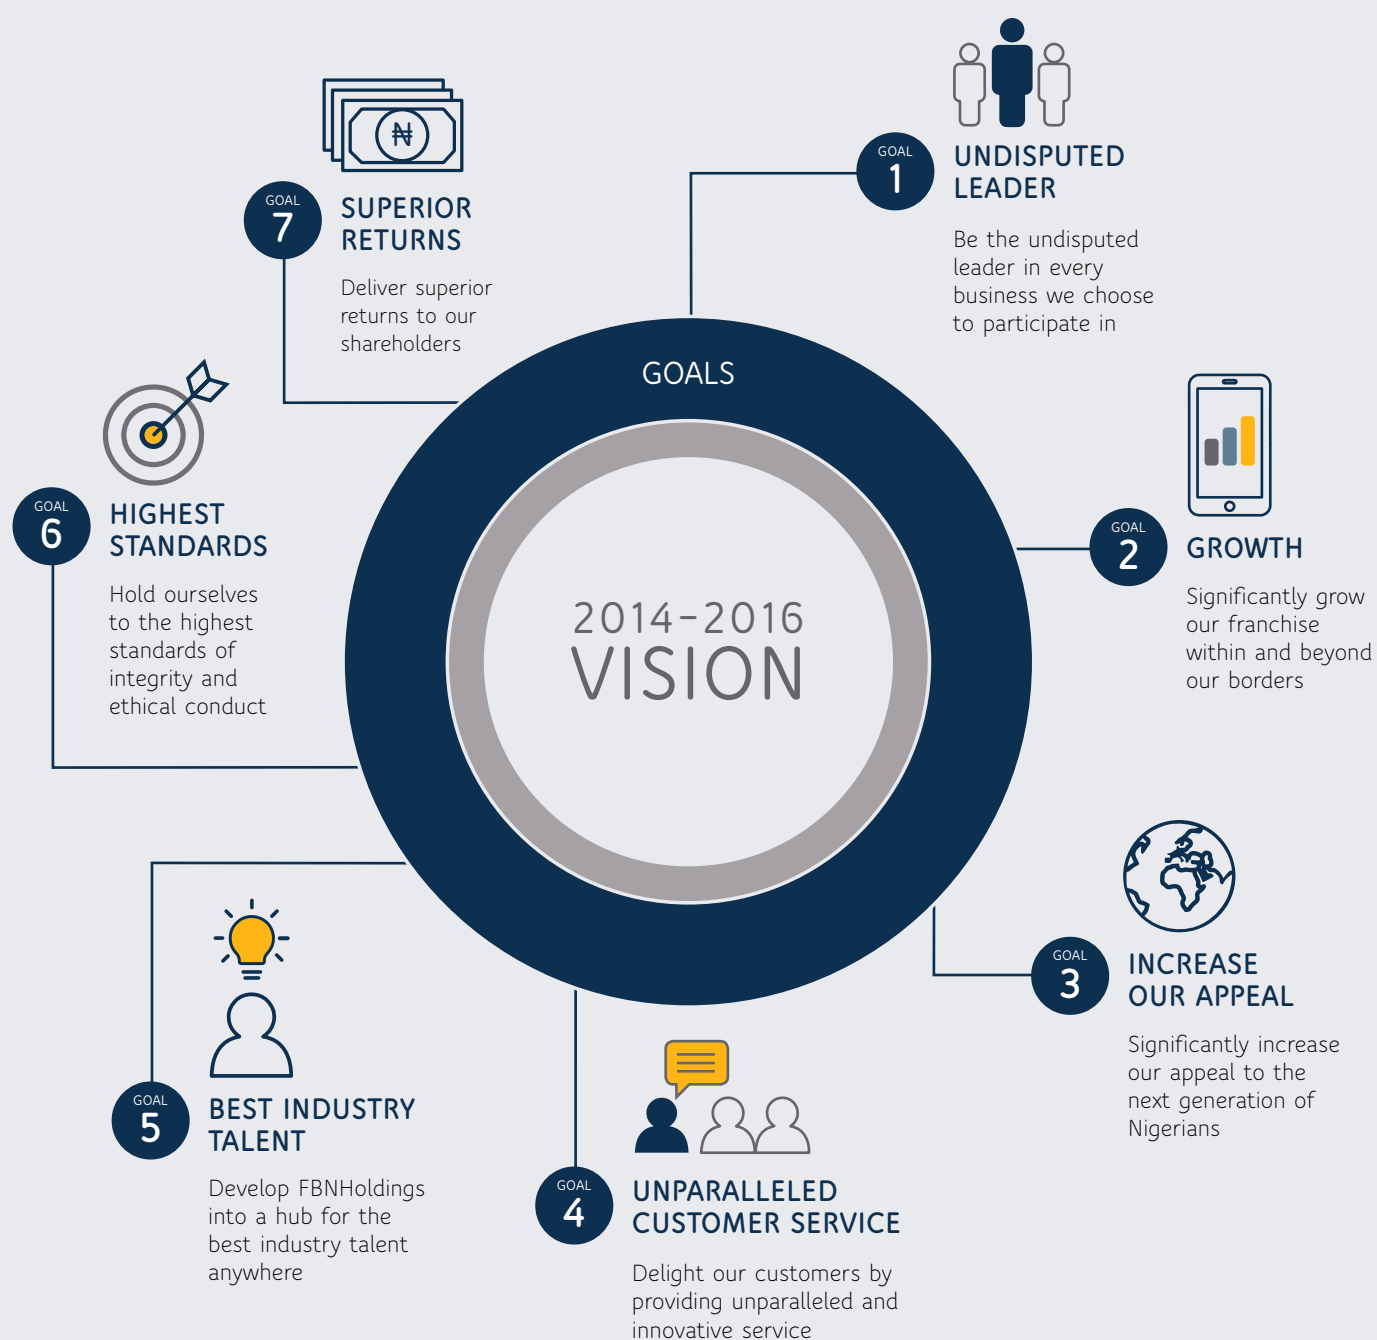 GOALS
2014–2016
VISION
GOAL
1
UNDISPUTED
LEADER
Be the undisputed
leader in every
business we choose
to participate in
GOAL
2
GROWTH
Significantly grow
our franchise
within and beyond
our borders
GOAL
3
INCREASE
OUR APPEAL
Significantly increase
our appeal to the
next generation of
Nigerians
GOAL
4
UNPARALLELED
CUSTOMER SERVICE
Delight our customers by
providing unparalleled and
innovative service
GOAL
5
BEST INDUSTRY
TALENT
Develop FBNHoldings
into a hub for the
best industry talent
anywhere
GOAL
6
HIGHEST
STANDARDS
Hold ourselves
to the highest
standards of
integrity and
ethical conduct
GOAL
7
₦
SUPERIOR
RETURNS
Deliver superior
returns to our
shareholders